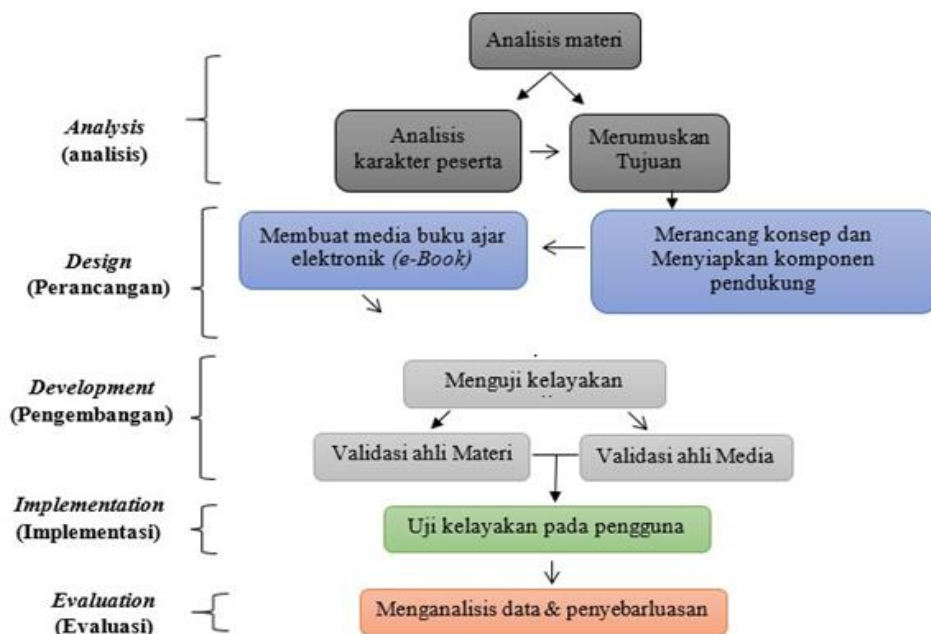 Analisis materi
Analysis
(analisis)
Analisis
karakter peserta
Merumuskan
Tujuan
Design
(Perancangan)
Membuat media buku ajar
elektronik (e-Book)
Merancang konsep dan
Menyiapkan komponen
pendukung
Development
(Pengembangan)
Menguji kelayakan
Validasi ahli Materi
Validasi ahli Media
Implementation
(Implementasi)
Uji kelayakan pada pengguna
Evaluation
(Evaluasi)
Menganalisis data & penyebarluasan